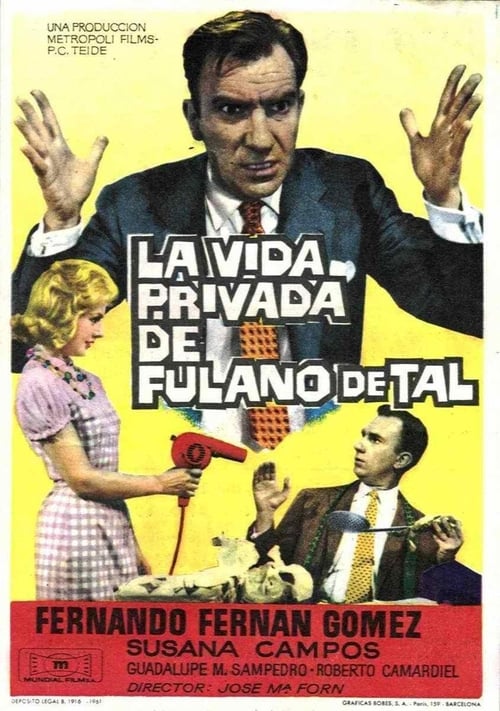 UNA PRODUCCION
METROPOLI FILMS-
P.C. TEIDE
LA VIDA
PRIVADA
DE
FULANO DE TAL
FERNANDO FERNAN GOMEZ
SUSANA CAMPOS
GUADALUPE M. SAMPEDRO - ROBERTO CAMARDIEL
DIRECTOR: JOSE Mª FORN
m
MUNDIAL FILMS
DEPOSITO LEGAL B. 1916 - 1961
GRAFICAS BOBES, S. A. - París, 159 - BARCELONA